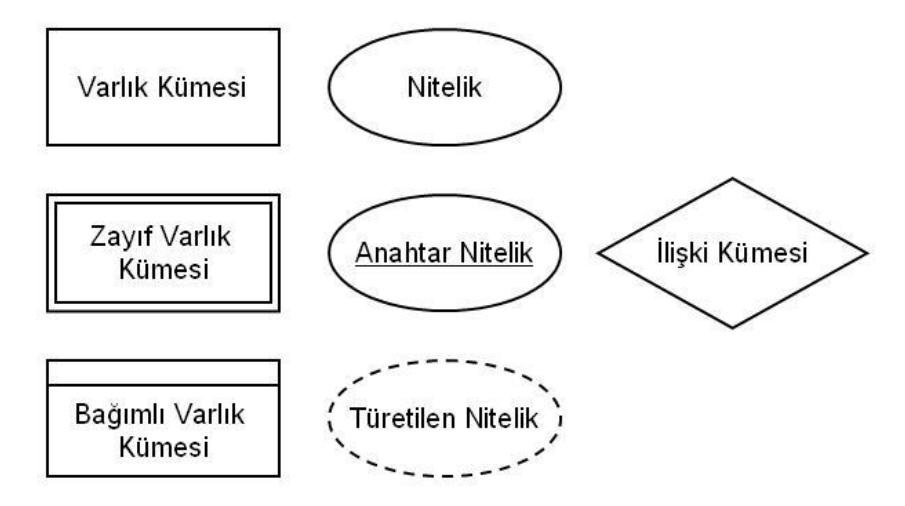 Varlık Kümesi
Nitelik
Zayıf Varlık
Kümesi
Anahtar Nitelik
İlişki Kümesi
Bağımlı Varlık
Kümesi
Türetilen Nitelik